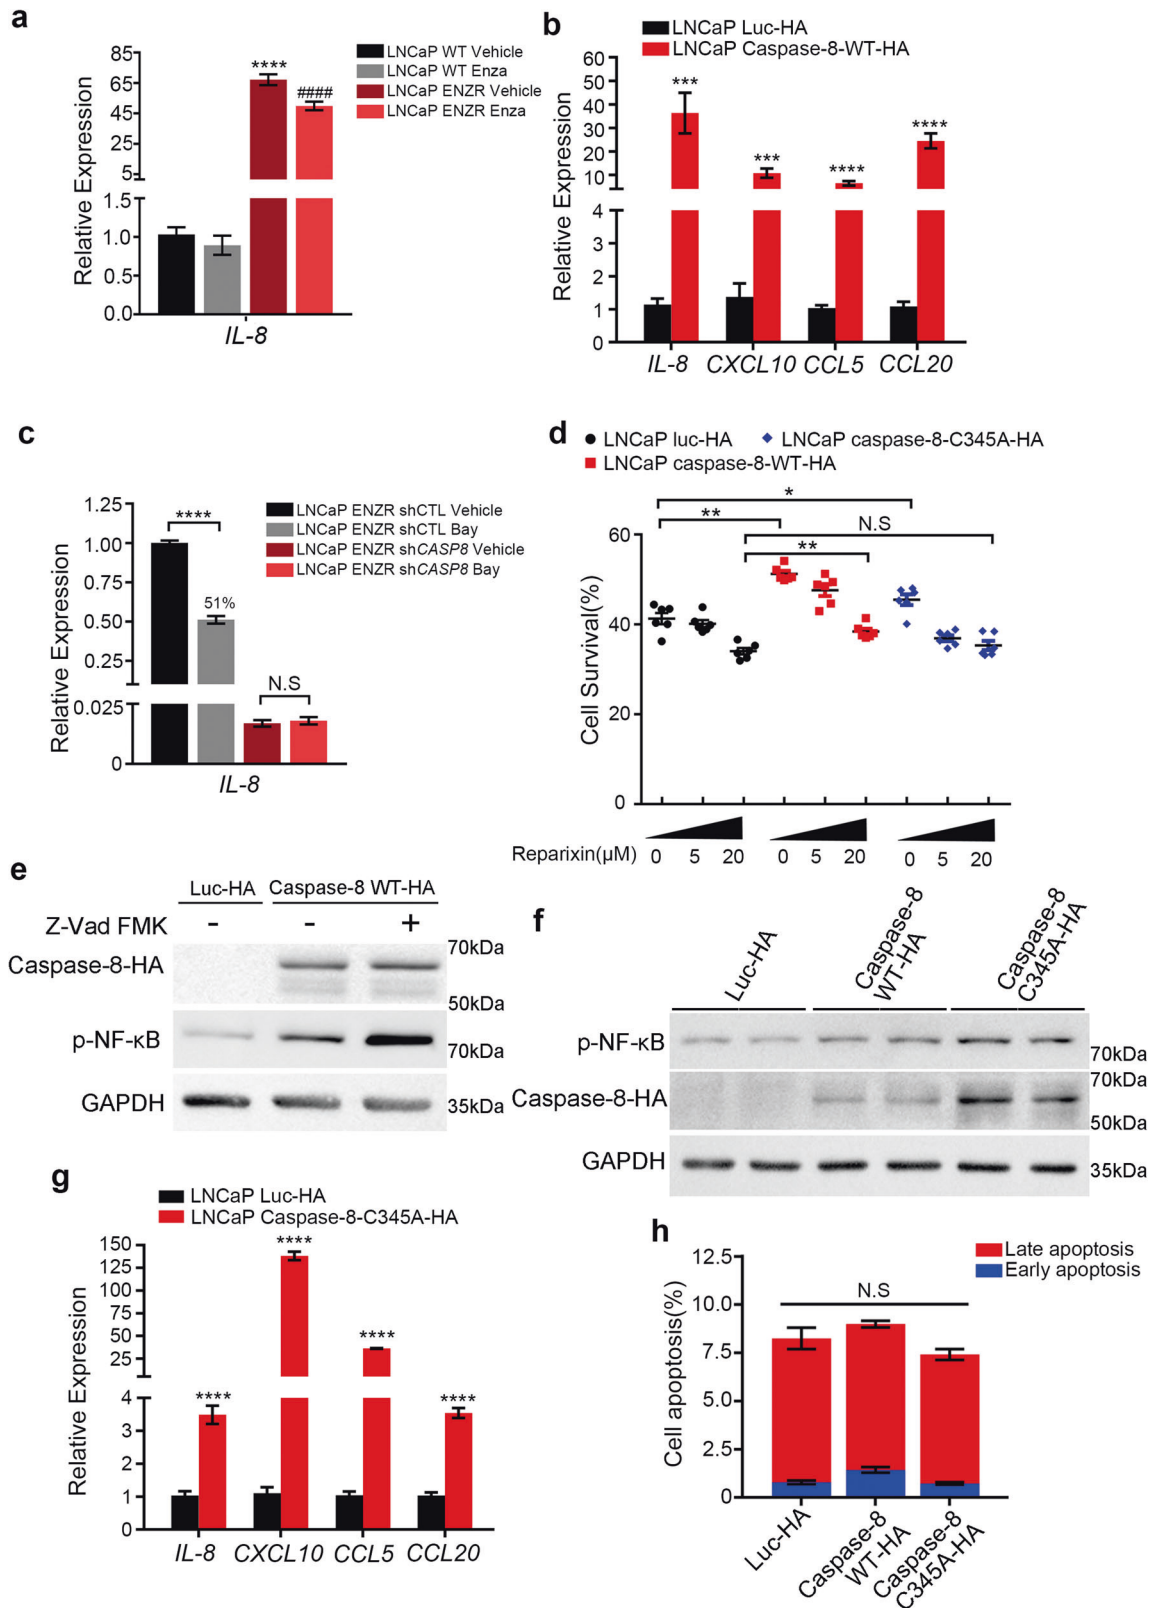 a
LNCaP WT Vehicle
LNCaP WT Enza
LNCaP ENZR Vehicle
LNCaP ENZR Enza
Relative Expression
85
65
45
25
5
1.5
1.0
0.5
0.0
****
####
IL-8
b
LNCaP Luc-HA
LNCaP Caspase-8-WT-HA
Relative Expression
60
50
40
30
20
10
4
3
2
1
0
***
***
****
****
IL-8 CXCL10 CCL5 CCL20
c
LNCaP ENZR shCTL Vehicle
LNCaP ENZR shCTL Bay
LNCaP ENZR shCASP8 Vehicle
LNCaP ENZR shCASP8 Bay
Relative Expression
1.25
1.00
0.75
0.50
0.25
0.025
0
****
51%
N.S
IL-8
d
LNCaP luc-HA
LNCaP caspase-8-C345A-HA
LNCaP caspase-8-WT-HA
Cell Survival(%)
60
40
20
0
*
**
N.S
**
Reparixin(μM) 0 5 20 0 5 20 0 5 20
e
Luc-HA Caspase-8 WT-HA
Z-Vad FMK - - +
Caspase-8-HA
70kDa
50kDa
p-NF-κB
70kDa
GAPDH
35kDa
f
Luc-HA
Caspase-8
WT-HA
Caspase-8
C345A-HA
p-NF-κB
70kDa
Caspase-8-HA
70kDa
50kDa
GAPDH
35kDa
g
LNCaP Luc-HA
LNCaP Caspase-8-C345A-HA
Relative Expression
150
125
100
75
50
25
4
3
2
1
0
****
****
****
****
IL-8 CXCL10 CCL5 CCL20
h
Late apoptosis
Early apoptosis
Cell apoptosis(%)
12.5
10.0
7.5
5.0
2.5
0
N.S
Luc-HA
Caspase-8
WT-HA
Caspase-8
C345A-HA